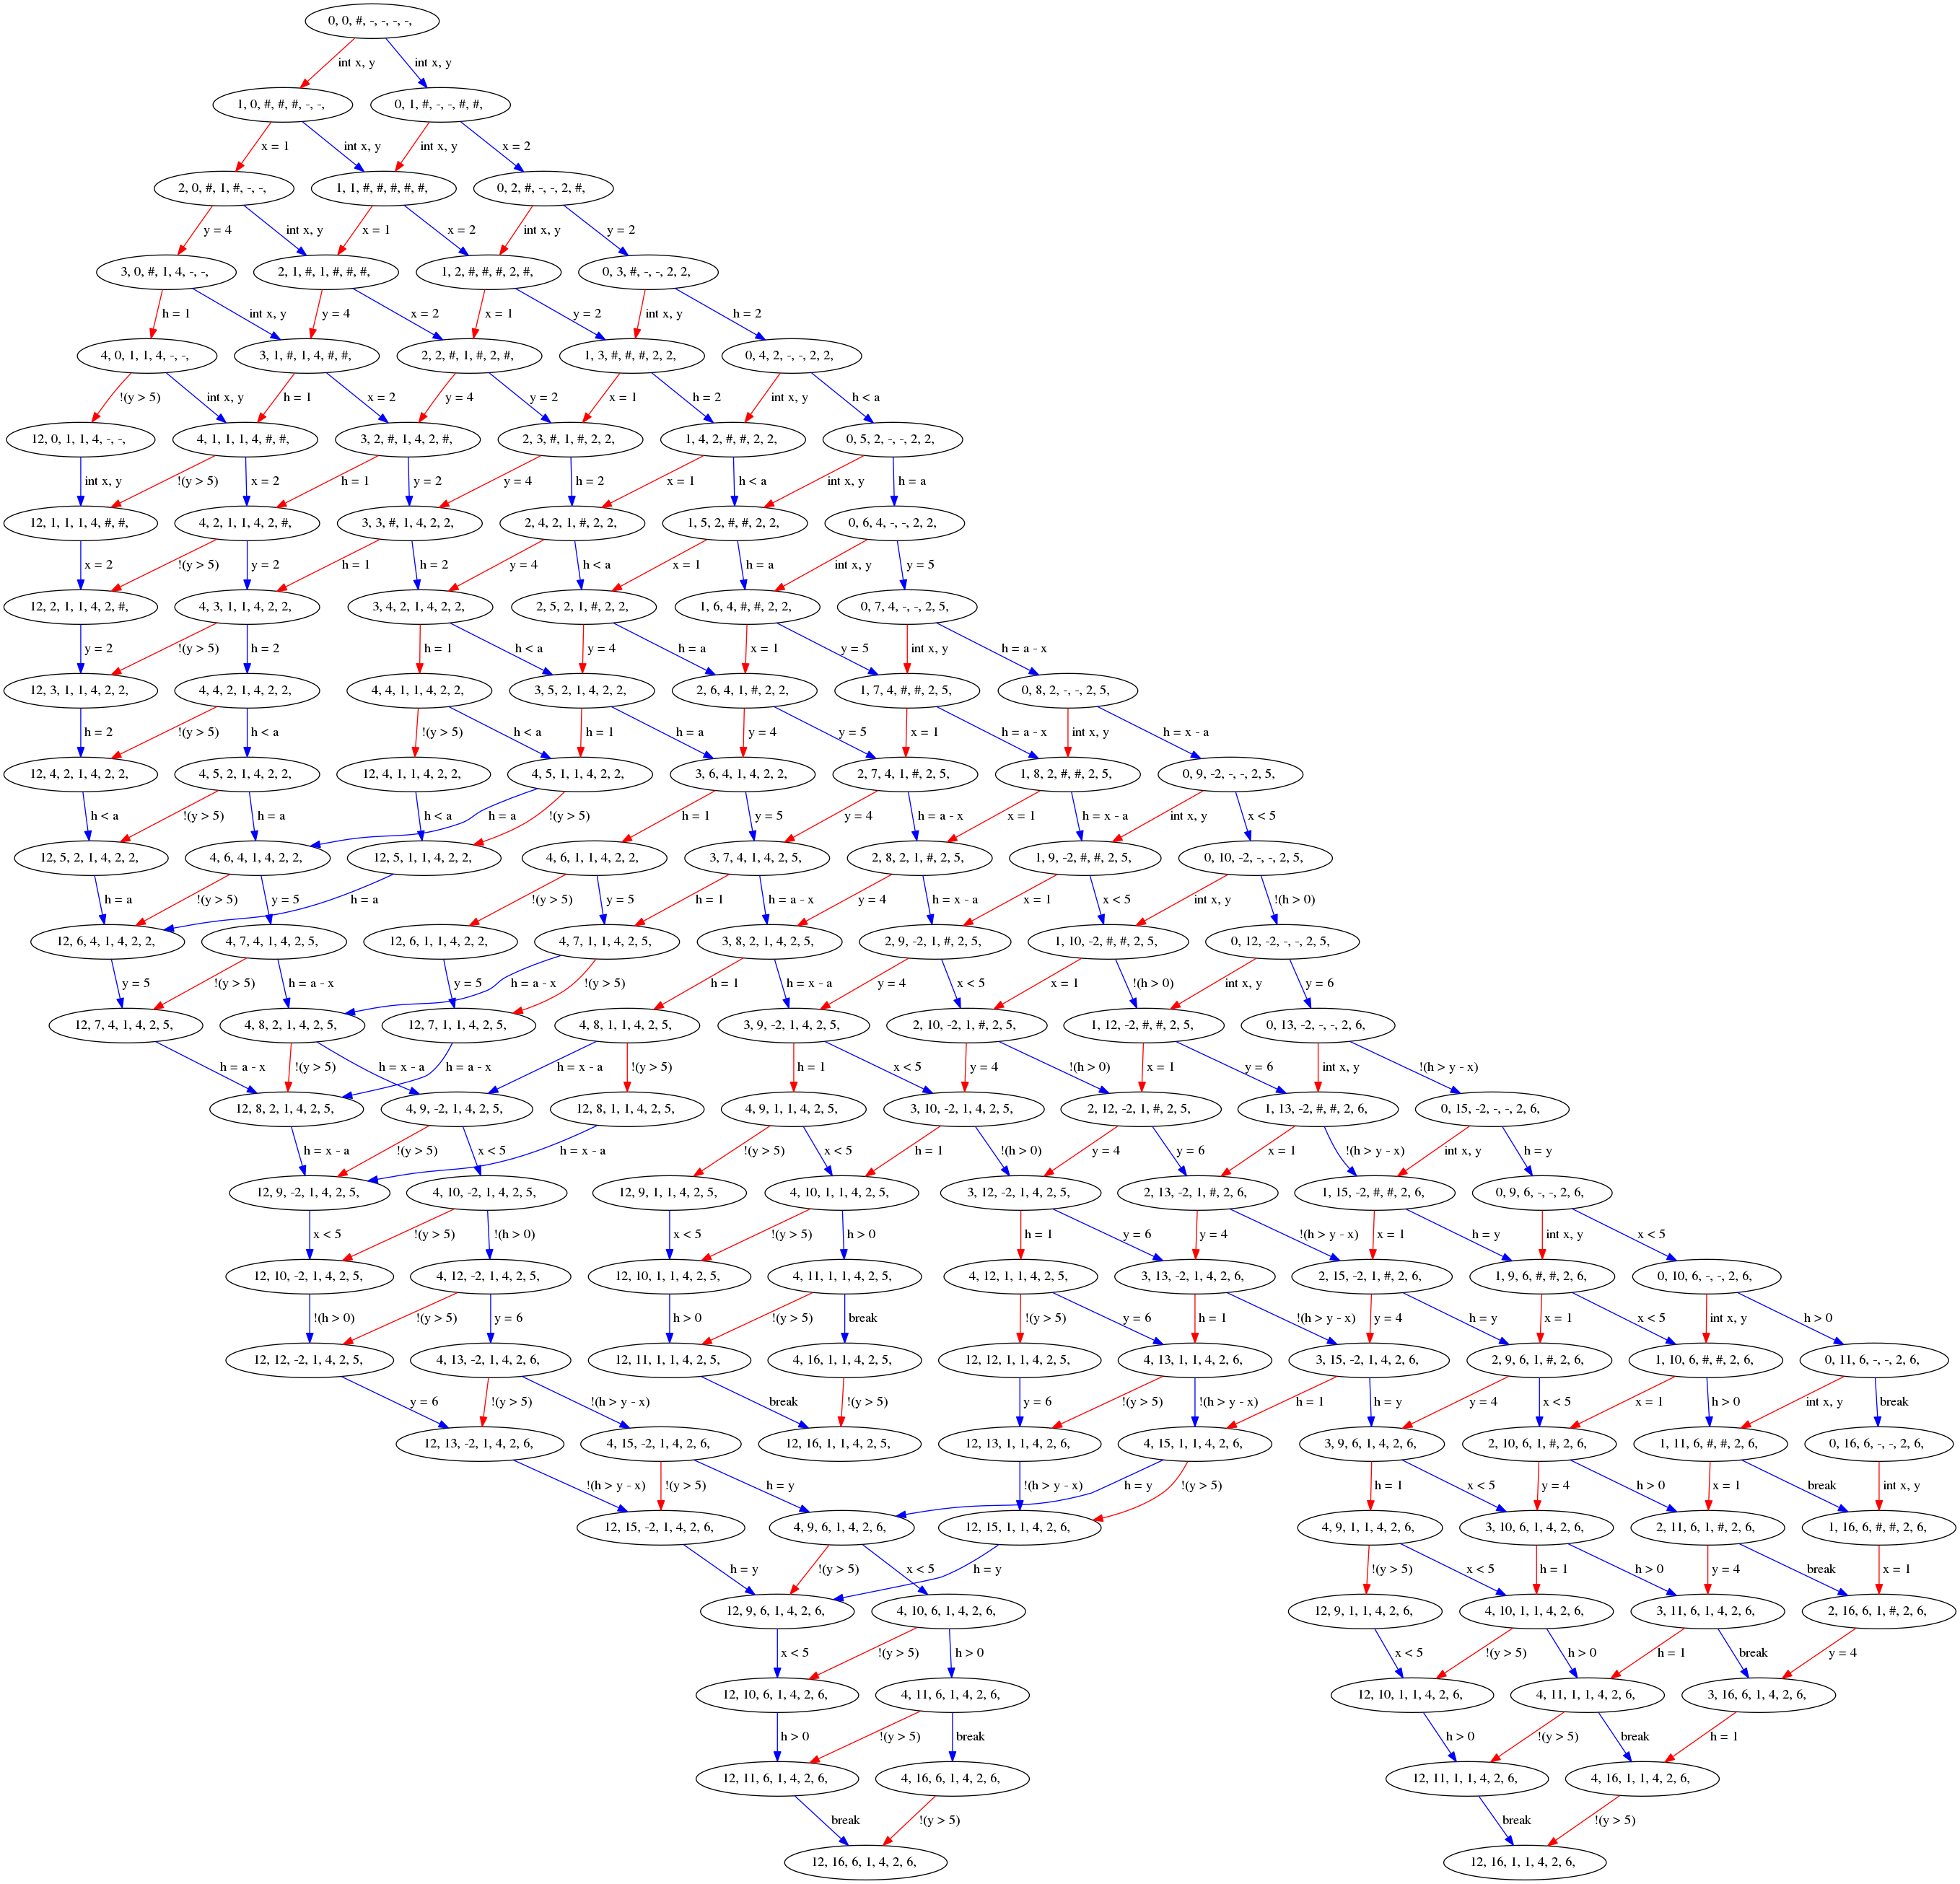 0, 0, #, -, -, -, -,
int x, y
int x, y
1, 0, #, #, #, -, -,
0, 1, #, -, -, #, #,
x = 1
int x, y
int x, y
x = 2
2, 0, #, 1, #, -, -,
1, 1, #, #, #, #, #,
0, 2, #, -, -, 2, #,
y = 4
int x, y
x = 1
x = 2
int x, y
y = 2
3, 0, #, 1, 4, -, -,
2, 1, #, 1, #, #, #,
1, 2, #, #, #, 2, #,
0, 3, #, -, -, 2, 2,
h = 1
int x, y
y = 4
x = 2
x = 1
y = 2
int x, y
h = 2
4, 0, 1, 1, 4, -, -,
3, 1, #, 1, 4, #, #,
2, 2, #, 1, #, 2, #,
1, 3, #, #, #, 2, 2,
0, 4, 2, -, -, 2, 2,
!(y > 5)
int x, y
h = 1
x = 2
y = 4
y = 2
x = 1
h = 2
int x, y
h < a
12, 0, 1, 1, 4, -, -,
4, 1, 1, 1, 4, #, #,
3, 2, #, 1, 4, 2, #,
2, 3, #, 1, #, 2, 2,
1, 4, 2, #, #, 2, 2,
0, 5, 2, -, -, 2, 2,
int x, y
!(y > 5)
x = 2
h = 1
y = 2
y = 4
h = 2
x = 1
h < a
int x, y
h = a
12, 1, 1, 1, 4, #, #,
4, 2, 1, 1, 4, 2, #,
3, 3, #, 1, 4, 2, 2,
2, 4, 2, 1, #, 2, 2,
1, 5, 2, #, #, 2, 2,
0, 6, 4, -, -, 2, 2,
x = 2
!(y > 5)
y = 2
h = 1
h = 2
y = 4
h < a
x = 1
h = a
int x, y
y = 5
12, 2, 1, 1, 4, 2, #,
4, 3, 1, 1, 4, 2, 2,
3, 4, 2, 1, 4, 2, 2,
2, 5, 2, 1, #, 2, 2,
1, 6, 4, #, #, 2, 2,
0, 7, 4, -, -, 2, 5,
y = 2
!(y > 5)
h = 2
h = 1
h < a
y = 4
h = a
x = 1
y = 5
int x, y
h = a - x
12, 3, 1, 1, 4, 2, 2,
4, 4, 2, 1, 4, 2, 2,
4, 4, 1, 1, 4, 2, 2,
3, 5, 2, 1, 4, 2, 2,
2, 6, 4, 1, #, 2, 2,
1, 7, 4, #, #, 2, 5,
0, 8, 2, -, -, 2, 5,
h = 2
!(y > 5)
h < a
!(y > 5)
h < a
h = 1
h = a
y = 4
y = 5
x = 1
h = a - x
int x, y
h = x - a
12, 4, 2, 1, 4, 2, 2,
4, 5, 2, 1, 4, 2, 2,
12, 4, 1, 1, 4, 2, 2,
4, 5, 1, 1, 4, 2, 2,
3, 6, 4, 1, 4, 2, 2,
2, 7, 4, 1, #, 2, 5,
1, 8, 2, #, #, 2, 5,
0, 9, -2, -, -, 2, 5,
h < a
!(y > 5)
h = a
h < a
h = a
!(y > 5)
h = 1
y = 5
y = 4
h = a - x
x = 1
h = x - a
int x, y
x < 5
12, 5, 2, 1, 4, 2, 2,
4, 6, 4, 1, 4, 2, 2,
12, 5, 1, 1, 4, 2, 2,
4, 6, 1, 1, 4, 2, 2,
3, 7, 4, 1, 4, 2, 5,
2, 8, 2, 1, #, 2, 5,
1, 9, -2, #, #, 2, 5,
0, 10, -2, -, -, 2, 5,
h = a
!(y > 5)
y = 5
h = a
!(y > 5)
y = 5
h = 1
h = a - x
y = 4
h = x - a
x = 1
x < 5
int x, y
!(h > 0)
12, 6, 4, 1, 4, 2, 2,
4, 7, 4, 1, 4, 2, 5,
12, 6, 1, 1, 4, 2, 2,
4, 7, 1, 1, 4, 2, 5,
3, 8, 2, 1, 4, 2, 5,
2, 9, -2, 1, #, 2, 5,
1, 10, -2, #, #, 2, 5,
0, 12, -2, -, -, 2, 5,
y = 5
!(y > 5)
h = a - x
y = 5
h = a - x
!(y > 5)
h = 1
h = x - a
y = 4
x < 5
x = 1
!(h > 0)
int x, y
y = 6
12, 7, 4, 1, 4, 2, 5,
4, 8, 2, 1, 4, 2, 5,
12, 7, 1, 1, 4, 2, 5,
4, 8, 1, 1, 4, 2, 5,
3, 9, -2, 1, 4, 2, 5,
2, 10, -2, 1, #, 2, 5,
1, 12, -2, #, #, 2, 5,
0, 13, -2, -, -, 2, 6,
h = a - x
!(y > 5)
h = x - a
h = a - x
h = x - a
!(y > 5)
h = 1
x < 5
y = 4
!(h > 0)
x = 1
y = 6
int x, y
!(h > y - x)
12, 8, 2, 1, 4, 2, 5,
4, 9, -2, 1, 4, 2, 5,
12, 8, 1, 1, 4, 2, 5,
4, 9, 1, 1, 4, 2, 5,
3, 10, -2, 1, 4, 2, 5,
2, 12, -2, 1, #, 2, 5,
1, 13, -2, #, #, 2, 6,
0, 15, -2, -, -, 2, 6,
h = x - a
!(y > 5)
x < 5
h = x - a
!(y > 5)
x < 5
h = 1
!(h > 0)
y = 4
y = 6
x = 1
!(h > y - x)
int x, y
h = y
12, 9, -2, 1, 4, 2, 5,
4, 10, -2, 1, 4, 2, 5,
12, 9, 1, 1, 4, 2, 5,
4, 10, 1, 1, 4, 2, 5,
3, 12, -2, 1, 4, 2, 5,
2, 13, -2, 1, #, 2, 6,
1, 15, -2, #, #, 2, 6,
0, 9, 6, -, -, 2, 6,
x < 5
!(y > 5)
!(h > 0)
x < 5
!(y > 5)
h > 0
h = 1
y = 6
y = 4
!(h > y - x)
x = 1
h = y
int x, y
x < 5
12, 10, -2, 1, 4, 2, 5,
4, 12, -2, 1, 4, 2, 5,
12, 10, 1, 1, 4, 2, 5,
4, 11, 1, 1, 4, 2, 5,
4, 12, 1, 1, 4, 2, 5,
3, 13, -2, 1, 4, 2, 6,
2, 15, -2, 1, #, 2, 6,
1, 9, 6, #, #, 2, 6,
0, 10, 6, -, -, 2, 6,
!(h > 0)
!(y > 5)
y = 6
h > 0
!(y > 5)
break
!(y > 5)
y = 6
h = 1
!(h > y - x)
y = 4
h = y
x = 1
x < 5
int x, y
h > 0
12, 12, -2, 1, 4, 2, 5,
4, 13, -2, 1, 4, 2, 6,
12, 11, 1, 1, 4, 2, 5,
4, 16, 1, 1, 4, 2, 5,
12, 12, 1, 1, 4, 2, 5,
4, 13, 1, 1, 4, 2, 6,
3, 15, -2, 1, 4, 2, 6,
2, 9, 6, 1, #, 2, 6,
1, 10, 6, #, #, 2, 6,
0, 11, 6, -, -, 2, 6,
y = 6
!(y > 5)
!(h > y - x)
break
!(y > 5)
y = 6
!(y > 5)
!(h > y - x)
h = 1
h = y
y = 4
x < 5
x = 1
h > 0
int x, y
break
12, 13, -2, 1, 4, 2, 6,
4, 15, -2, 1, 4, 2, 6,
12, 16, 1, 1, 4, 2, 5,
12, 13, 1, 1, 4, 2, 6,
4, 15, 1, 1, 4, 2, 6,
3, 9, 6, 1, 4, 2, 6,
2, 10, 6, 1, #, 2, 6,
1, 11, 6, #, #, 2, 6,
0, 16, 6, -, -, 2, 6,
!(h > y - x)
!(y > 5)
h = y
!(h > y - x)
h = y
!(y > 5)
h = 1
x < 5
y = 4
h > 0
x = 1
break
int x, y
12, 15, -2, 1, 4, 2, 6,
4, 9, 6, 1, 4, 2, 6,
12, 15, 1, 1, 4, 2, 6,
4, 9, 1, 1, 4, 2, 6,
3, 10, 6, 1, 4, 2, 6,
2, 11, 6, 1, #, 2, 6,
1, 16, 6, #, #, 2, 6,
h = y
!(y > 5)
x < 5
h = y
!(y > 5)
x < 5
h = 1
h > 0
y = 4
break
x = 1
12, 9, 6, 1, 4, 2, 6,
4, 10, 6, 1, 4, 2, 6,
12, 9, 1, 1, 4, 2, 6,
4, 10, 1, 1, 4, 2, 6,
3, 11, 6, 1, 4, 2, 6,
2, 16, 6, 1, #, 2, 6,
x < 5
!(y > 5)
h > 0
x < 5
!(y > 5)
h > 0
h = 1
break
y = 4
12, 10, 6, 1, 4, 2, 6,
4, 11, 6, 1, 4, 2, 6,
12, 10, 1, 1, 4, 2, 6,
4, 11, 1, 1, 4, 2, 6,
3, 16, 6, 1, 4, 2, 6,
h > 0
!(y > 5)
break
h > 0
!(y > 5)
break
h = 1
12, 11, 6, 1, 4, 2, 6,
4, 16, 6, 1, 4, 2, 6,
12, 11, 1, 1, 4, 2, 6,
4, 16, 1, 1, 4, 2, 6,
break
!(y > 5)
break
!(y > 5)
12, 16, 6, 1, 4, 2, 6,
12, 16, 1, 1, 4, 2, 6,